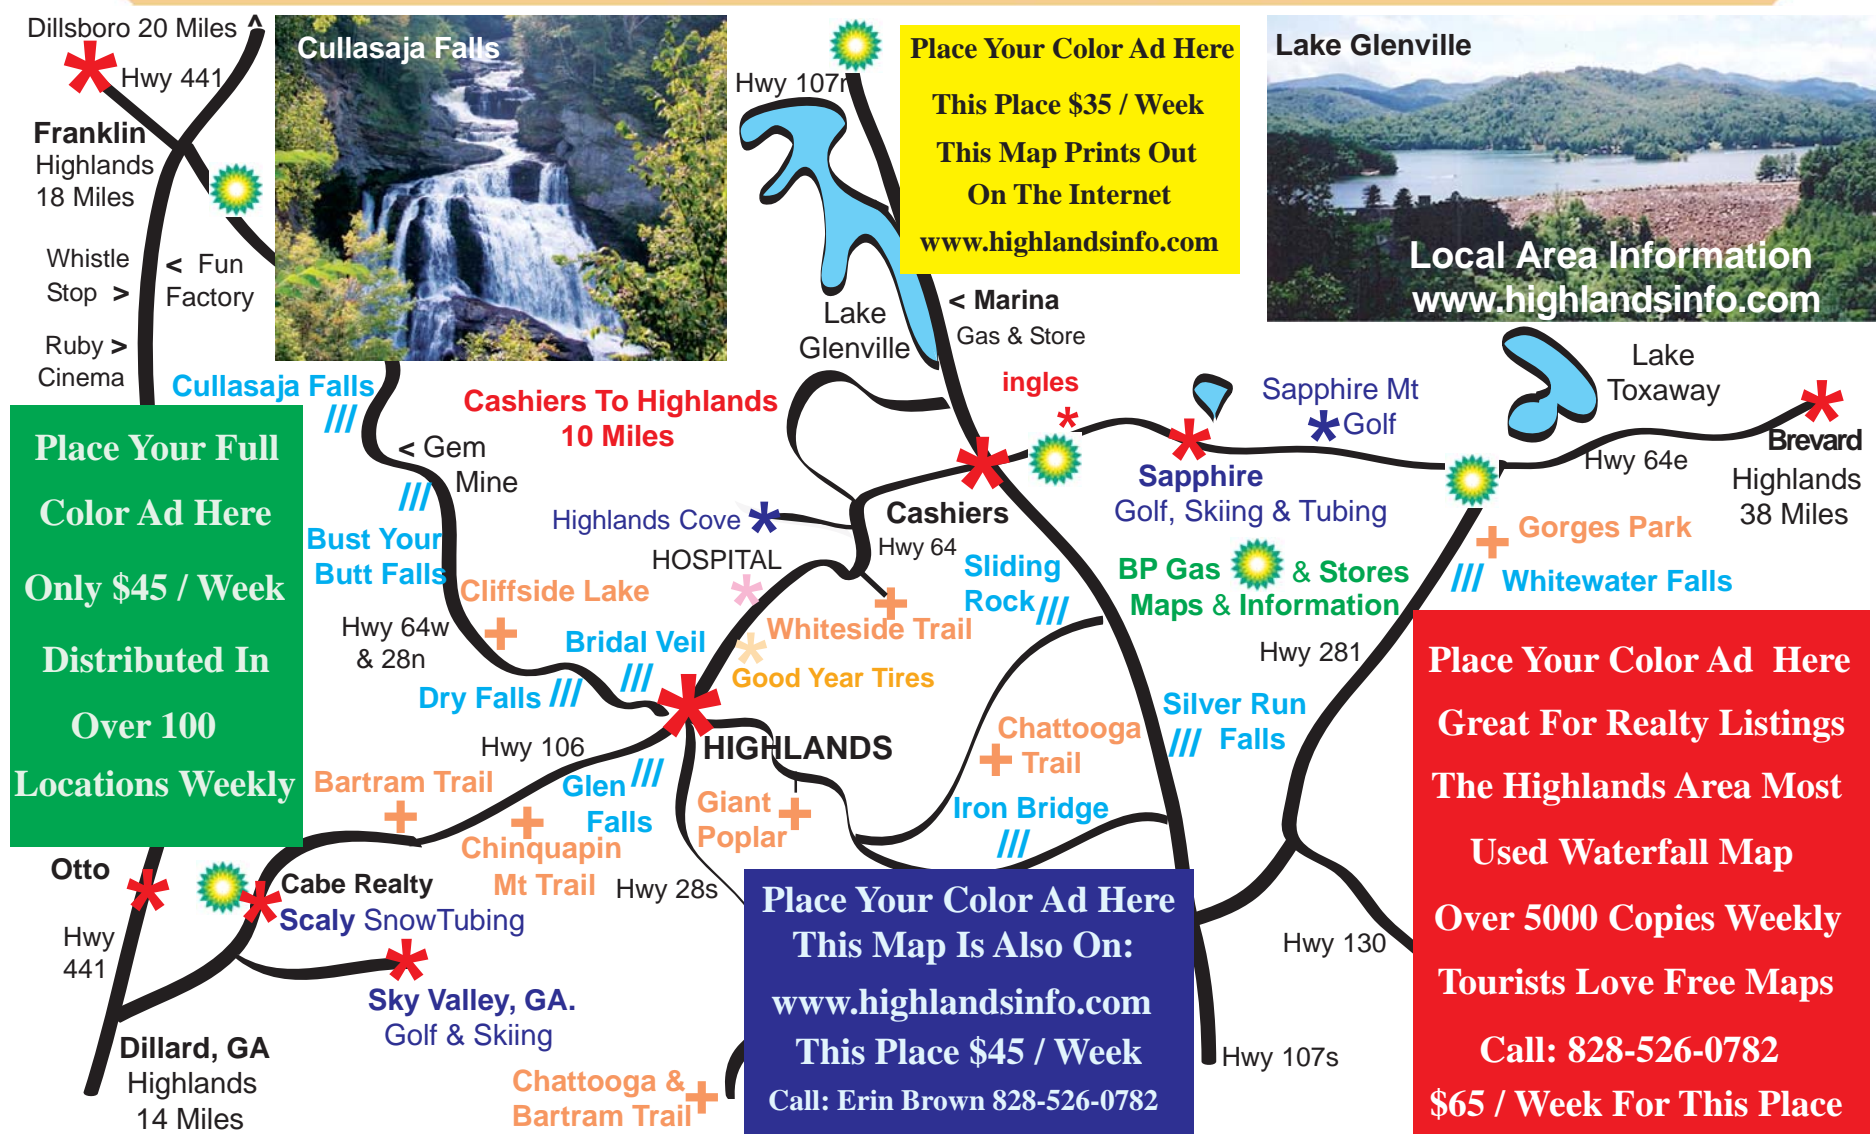 Dillsboro 20 Miles ^
Hwy 441
Franklin
Highlands
18 Miles
Whistle
Stop >
< Fun
Factory
Ruby >
Cinema
Cullasaja Falls
Hwy 107n
Place Your Color Ad Here
This Place $35 / Week
This Map Prints Out
On The Internet
www.highlandsinfo.com
Lake Glenville
Local Area Information
www.highlandsinfo.com
Lake
Glenville
< Marina
Gas & Store
ingles
Sapphire Mt
Golf
Lake
Toxaway
Brevard
Highlands
38 Miles
Hwy 64e
Cullasaja Falls
Cashiers To Highlands
10 Miles
< Gem
Mine
Bust Your
Butt Falls
Highlands Cove
HOSPITAL
Cashiers
Hwy 64
Sapphire
Golf, Skiing & Tubing
BP Gas & Stores
Maps & Information
Sliding
Rock
Gorges Park
Whitewater Falls
Place Your Full
Color Ad Here
Only $45 / Week
Distributed In
Over 100
Locations Weekly
Cliffside Lake
Hwy 64w
& 28n
Bridal Veil
Dry Falls
Whiteside Trail
Good Year Tires
Hwy 281
Silver Run
Falls
Chattooga
Trail
HIGHLANDS
Hwy 106
Bartram Trail
Glen
Falls
Giant
Poplar
Iron Bridge
Chinquapin
Mt Trail
Hwy 28s
Otto
Hwy
441
Cabe Realty
Scaly SnowTubing
Sky Valley, GA.
Golf & Skiing
Dillard, GA
Highlands
14 Miles
Chattooga &
Bartram Trail
Place Your Color Ad Here
This Map Is Also On:
www.highlandsinfo.com
This Place $45 / Week
Call: Erin Brown 828-526-0782
Hwy 107s
Hwy 130
Place Your Color Ad Here
Great For Realty Listings
The Highlands Area Most
Used Waterfall Map
Over 5000 Copies Weekly
Tourists Love Free Maps
Call: 828-526-0782
$65 / Week For This Place